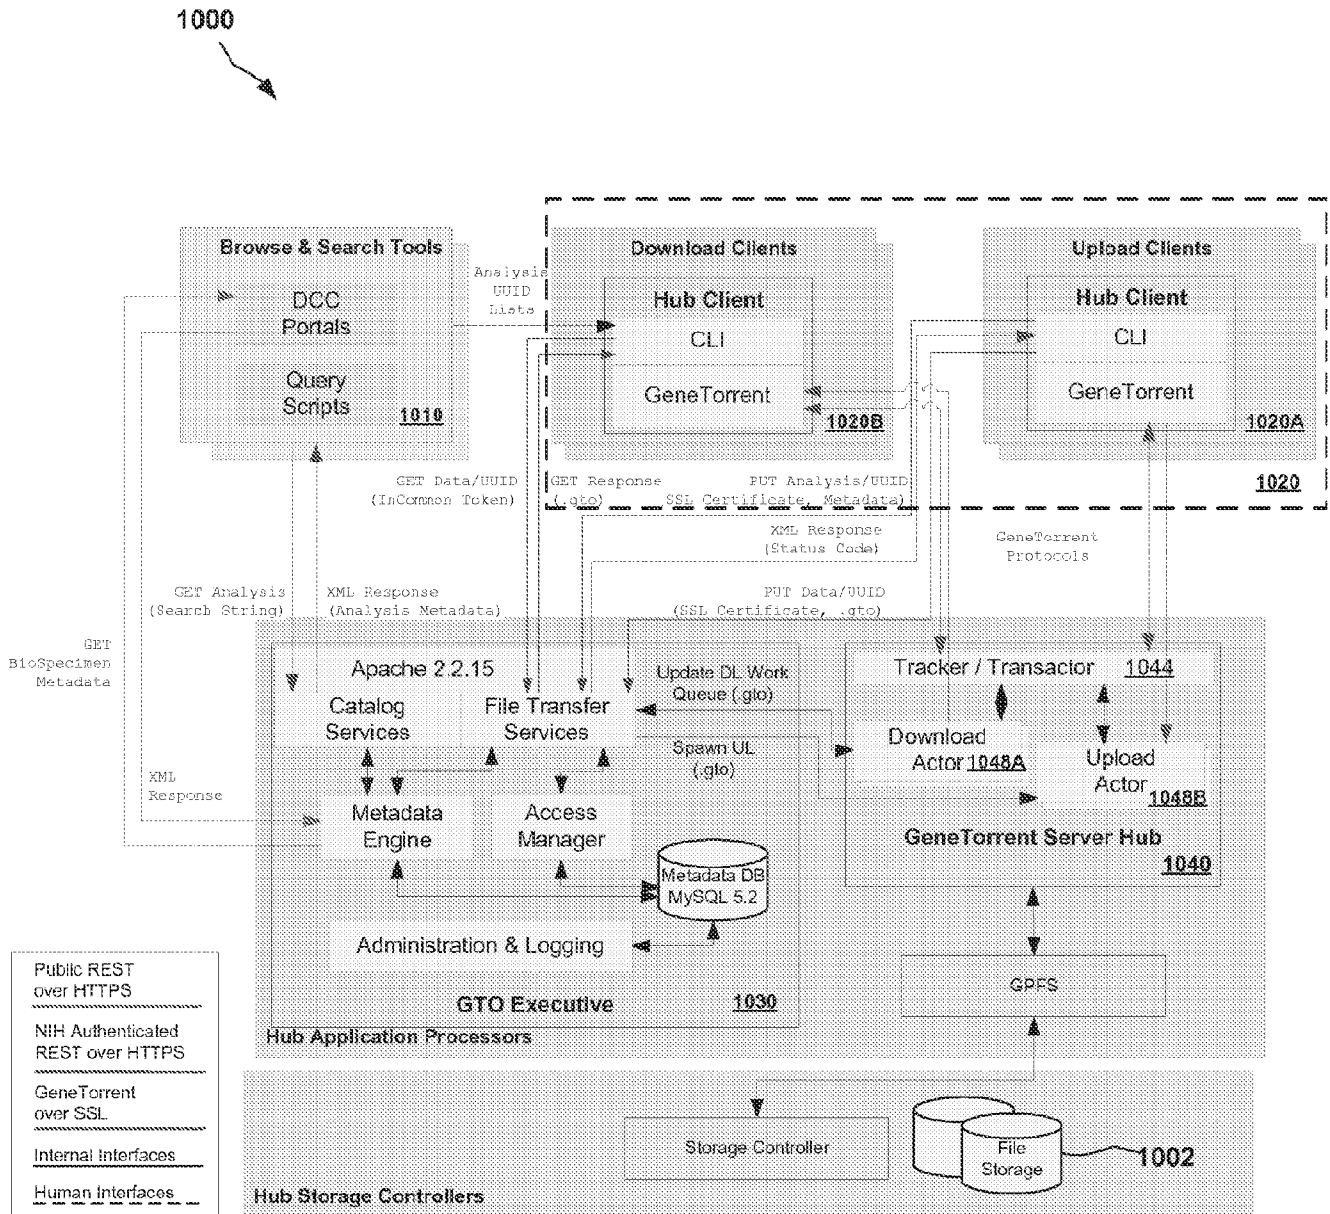 1000
Browse & Search Tools
DCC
Portals
Query
Scripts
1010
Analysis
UUID
Lists
Download Clients
Hub Client
CLI
GeneTorrent
1020B
Upload Clients
Hub Client
CLI
GeneTorrent
1020A
1020
GET Data/UUID
(InCommon Token)
GET Response
(.gto)
PUT Analysis/UUID
SSL Certificate, Metadata)
XML Response
(Status Code)
GeneTorrent
Protocols
GET Analysis
(Search String)
XML Response
(Analysis Metadata)
PUT Data/UUID
(SSL Certificate, .gto)
GET
BioSpecimen
Metadata
XML
Response
Apache 2.2.15
Catalog
Services
File Transfer
Services
Update DL Work
Queue (.gto)
Spawn UL
(.gto)
Metadata
Engine
Access
Manager
Metadata DB
MySQL 5.2
Administration & Logging
GTO Executive
1030
Hub Application Processors
Tracker / Transactor
1044
Download
Actor 1048A
Upload
Actor
1048B
GeneTorrent Server Hub
1040
GPFS
Storage Controller
File
Storage
1002
Hub Storage Controllers
Public REST
over HTTPS
NIH Authenticated
REST over HTTPS
GeneTorrent
over SSL
Internal Interfaces
Human Interfaces